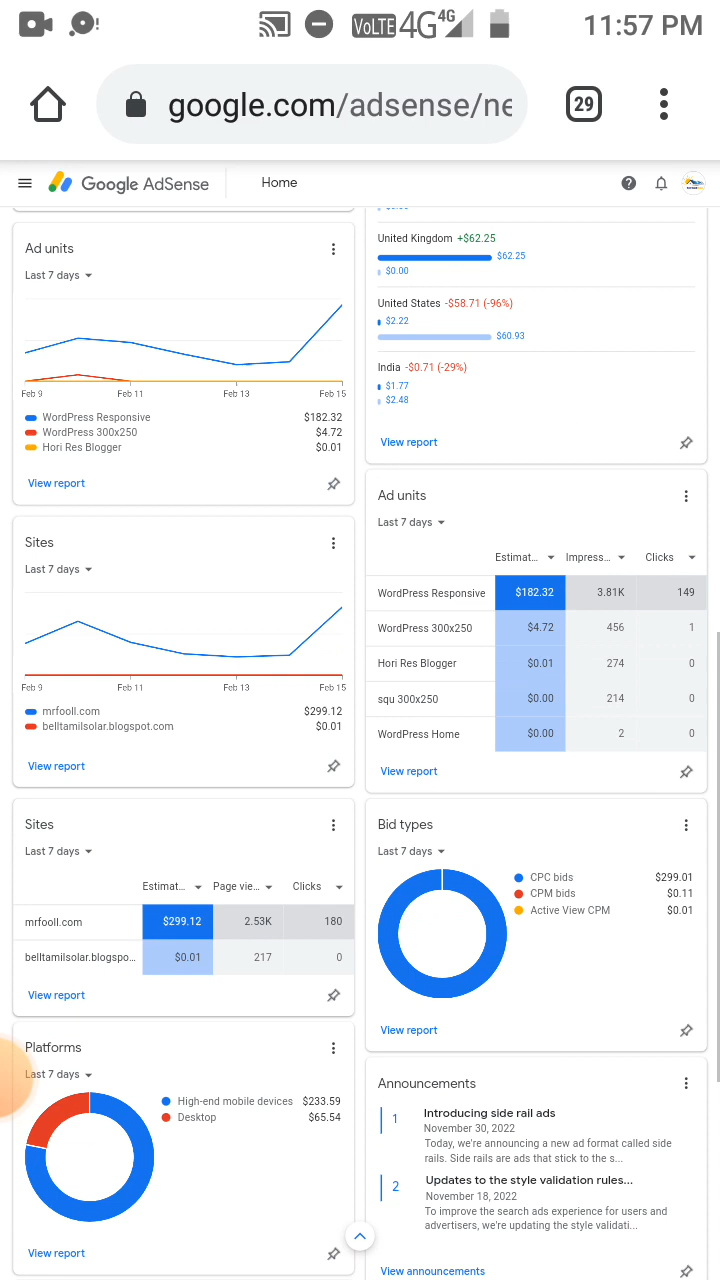 VoLTE 4G 4G 11:57 PM
google.com/adsense/ne
29
Google AdSense
Home
Ad units
Last 7 days
Feb 9 Feb 11 Feb 13 Feb 15
WordPress Responsive $182.32
WordPress 300x250 $4.72
Hori Res Blogger $0.01
View report
Sites
Last 7 days
Feb 9 Feb 11 Feb 13 Feb 15
mrfooll.com $299.12
belltamilsolar.blogspot.com $0.01
View report
Sites
Last 7 days
Estimat... Page vie... Clicks
mrfooll.com $299.12 2.53K 180
belltamilsolar.blogspo... $0.01 217 0
View report
Platforms
Last 7 days
High-end mobile devices $233.59
Desktop $65.54
View report
United Kingdom +$62.25
$62.25
$0.00
United States -$58.71 (-96%)
$2.22
$60.93
India -$0.71 (-29%)
$1.77
$2.48
View report
Ad units
Last 7 days
Estimat... Impress... Clicks
WordPress Responsive $182.32 3.81K 149
WordPress 300x250 $4.72 456 1
Hori Res Blogger $0.01 274 0
squ 300x250 $0.00 214 0
WordPress Home $0.00 2 0
View report
Bid types
Last 7 days
CPC bids $299.01
CPM bids $0.11
Active View CPM $0.01
View report
Announcements
1 Introducing side rail ads
November 30, 2022
Today, we're announcing a new ad format called side
rails. Side rails are ads that stick to the s...
2 Updates to the style validation rules...
November 18, 2022
To improve the search ads experience for users and
advertisers, we're updating the style validati...
View announcements